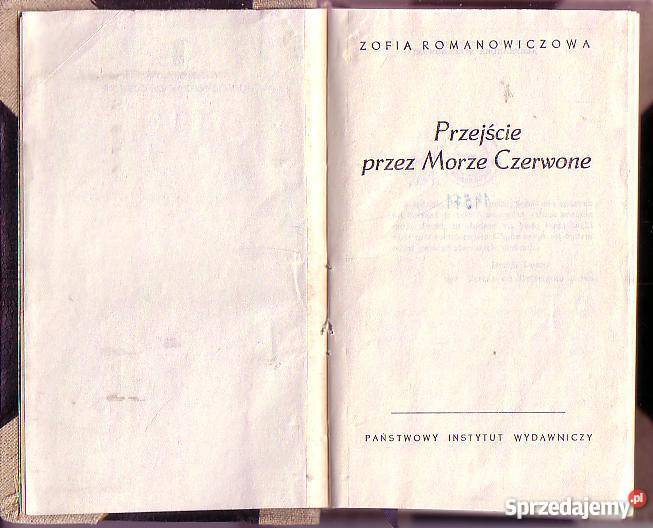 ZOFIA ROMANOWICZOWA
Przejście
przez Morze Czerwone
PAŃSTWOWY INSTYTUT WYDAWNICZY
Sprzedajemy.pl